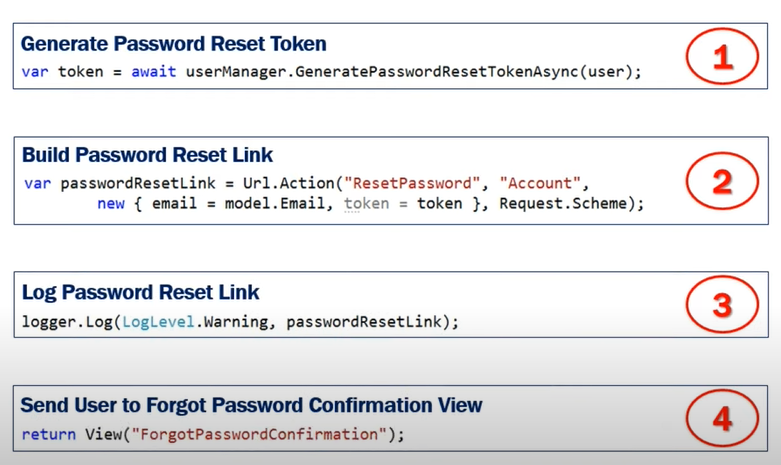 Generate Password Reset Token
var token = await userManager.GeneratePasswordResetTokenAsync(user);
1
Build Password Reset Link
var passwordResetLink = Url.Action("ResetPassword", "Account",
new { email = model.Email, token = token }, Request.Scheme);
2
Log Password Reset Link
logger.Log(LogLevel.Warning, passwordResetLink);
3
Send User to Forgot Password Confirmation View
return View("ForgotPasswordConfirmation");
4